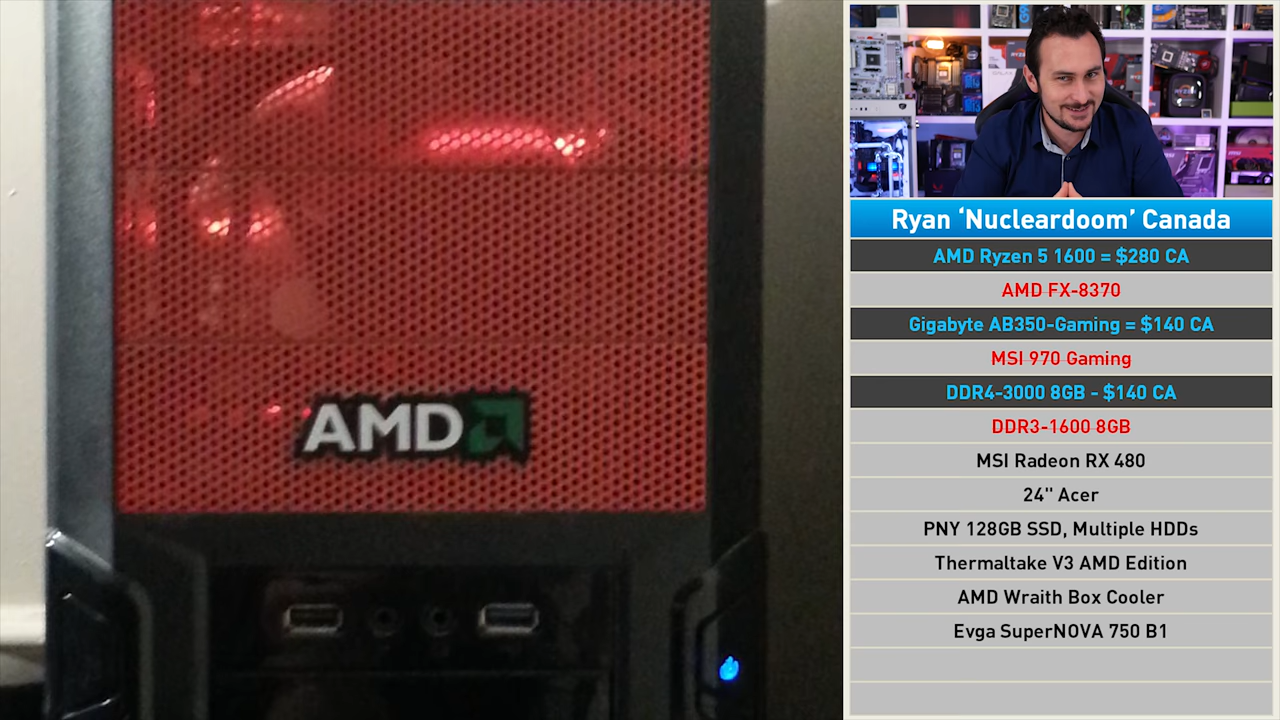 AMD
Ryan ‘Nucleardoom’ Canada
AMD Ryzen 5 1600 = $280 CA
AMD FX-8370
Gigabyte AB350-Gaming = $140 CA
MSI 970 Gaming
DDR4-3000 8GB - $140 CA
DDR3-1600 8GB
MSI Radeon RX 480
24" Acer
PNY 128GB SSD, Multiple HDDs
Thermaltake V3 AMD Edition
AMD Wraith Box Cooler
Evga SuperNOVA 750 B1